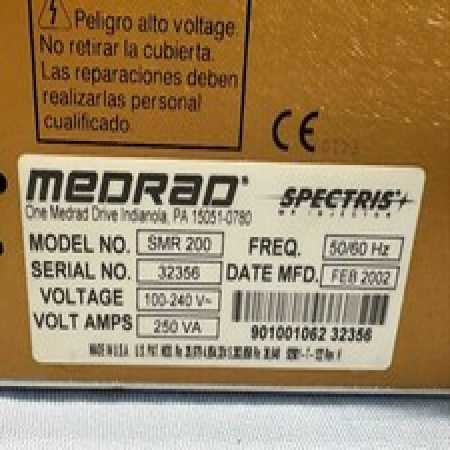 Peligro alto voltage.
No retirar la cubierta.
Las reparaciones deben
realizarlas personal
cualificado.
CE
MEDRAD
SPECTRIS+
MR INJECTOR
One Medrad Drive Indianola, PA 15051-0780
MODEL NO. SMR 200 FREQ. 50/60 Hz
SERIAL NO. 32356 DATE MFD. FEB 2002
VOLTAGE 100-240 V~
VOLT AMPS 250 VA
901001062 32356
MADE IN U.S.A.